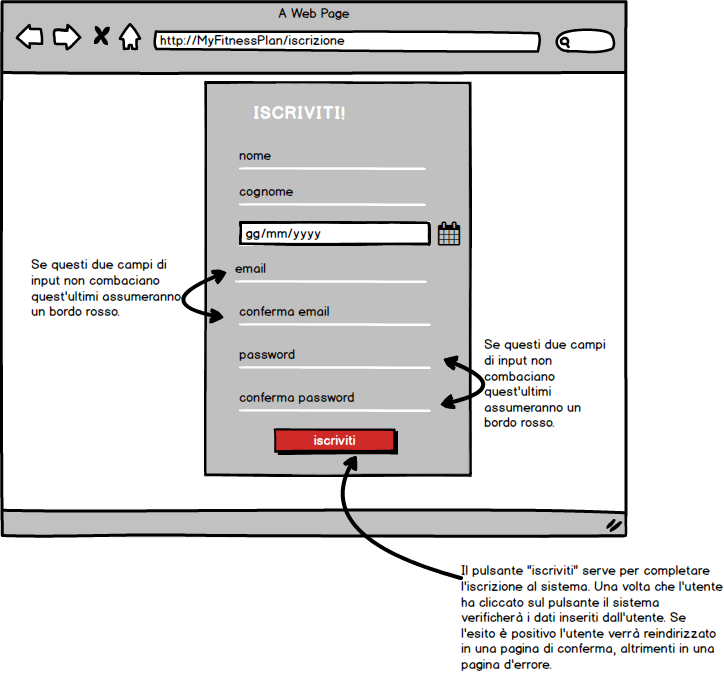 A Web Page
http://MyFitnessPlan/iscrizione
ISCRIVITI!
nome
cognome
gg/mm/yyyy
email
conferma email
password
conferma password
iscriviti
Se questi due campi di
input non combaciano
quest'ultimi assumeranno
un bordo rosso.
Se questi due campi
di input non
combaciano
quest'ultimi
assumeranno un
bordo rosso.
Il pulsante "iscriviti" serve per completare
l'iscrizione al sistema. Una volta che l'utente
ha cliccato sul pulsante il sistema
verificherà i dati inseriti dall'utente. Se
l'esito è positivo l'utente verrà reindirizzato
in una pagina di conferma, altrimenti in una
pagina d'errore.